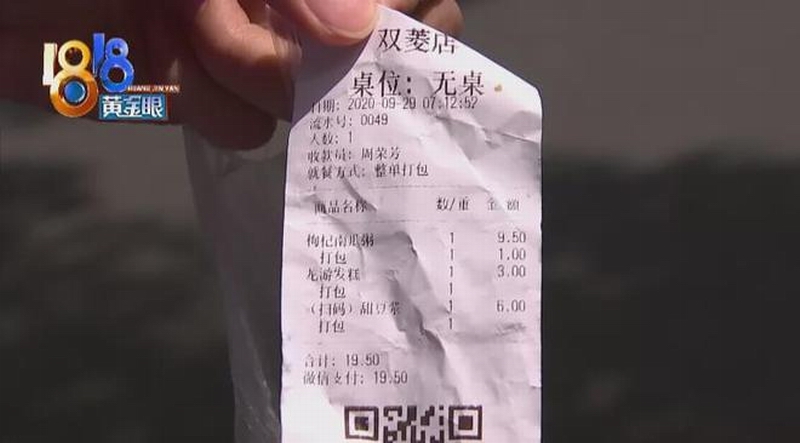 1818
HUANG JIN YAN
黄金眼
双菱店
桌位: 无桌
日期: 2020-09-29 07:12:52
流水号: 0049
人数: 1
收款员: 周荣芳
就餐方式: 整单打包
商品名称 数/重 金额
枸杞南瓜粥 1 9.50
打包 1 1.00
龙游发糕 1 3.00
打包 1
(扫码)甜豆浆 1 6.00
打包 1
合计: 19.50
微信支付: 19.50